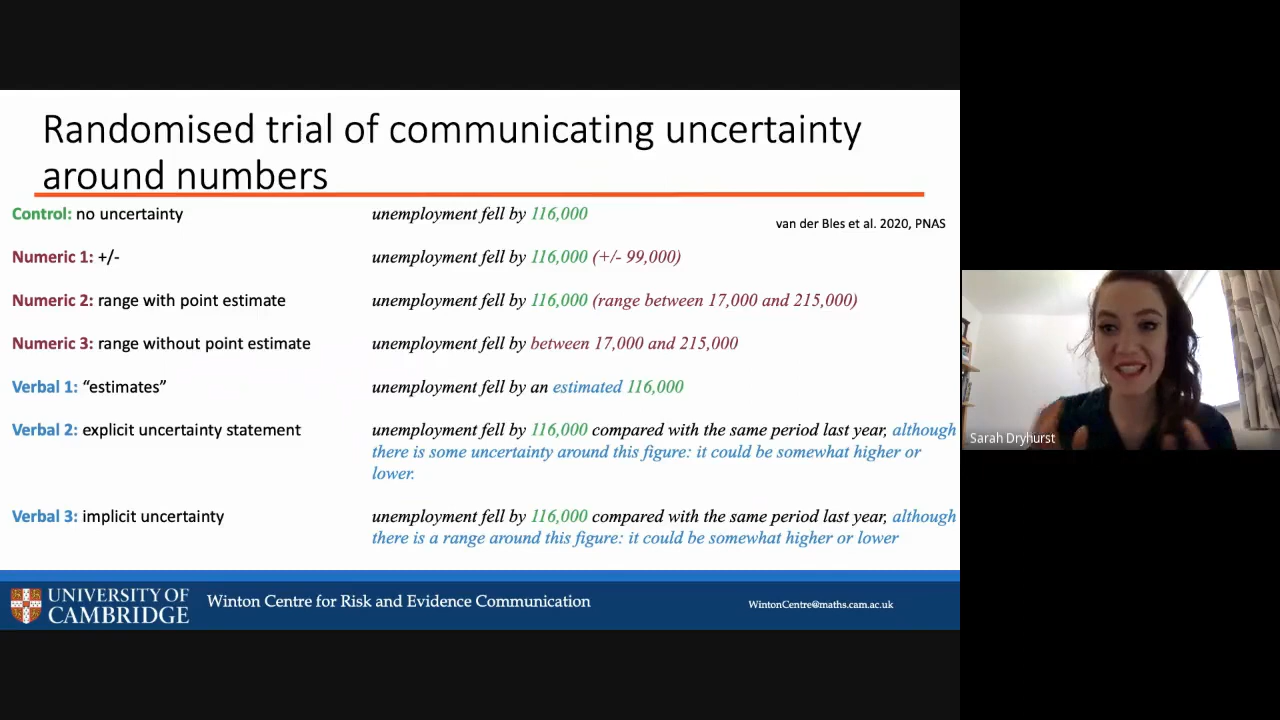 Randomised trial of communicating uncertainty
around numbers
Control: no uncertainty
unemployment fell by 116,000
van der Bles et al. 2020, PNAS
Numeric 1: +/-
unemployment fell by 116,000 (+/- 99,000)
Numeric 2: range with point estimate
unemployment fell by 116,000 (range between 17,000 and 215,000)
Numeric 3: range without point estimate
unemployment fell by between 17,000 and 215,000
Verbal 1: “estimates”
unemployment fell by an estimated 116,000
Verbal 2: explicit uncertainty statement
unemployment fell by 116,000 compared with the same period last year, although
there is some uncertainty around this figure: it could be somewhat higher or
lower.
Verbal 3: implicit uncertainty
unemployment fell by 116,000 compared with the same period last year, although
there is a range around this figure: it could be somewhat higher or lower
UNIVERSITY OF
CAMBRIDGE
Winton Centre for Risk and Evidence Communication
WintonCentre@maths.cam.ac.uk
Sarah Dryhurst